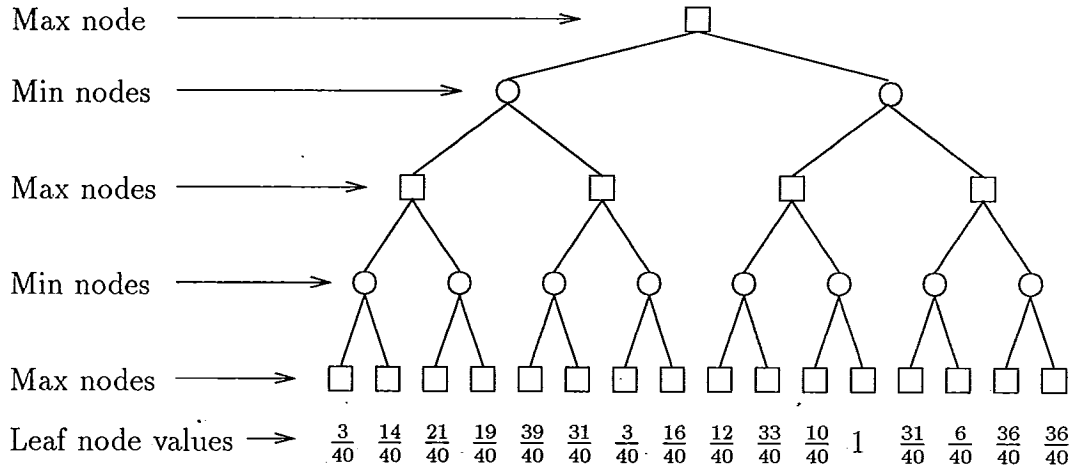 Max node
Min nodes
Max nodes
Min nodes
Max nodes
Leaf node values 3/40 14/40 21/40 19/40 39/40 31/40 3/40 16/40 12/40 33/40 10/40 1 31/40 6/40 36/40 36/40